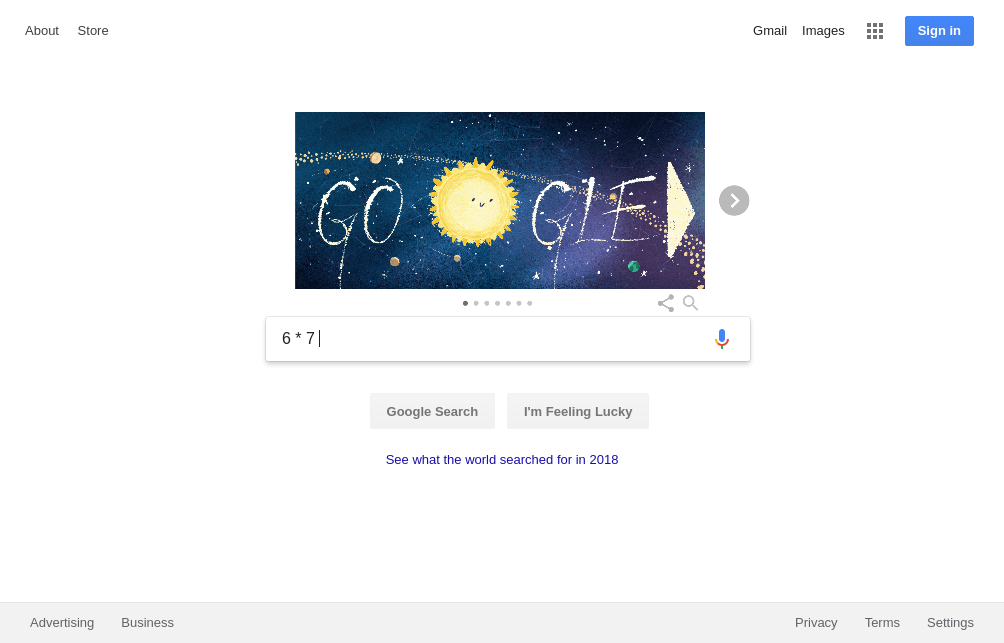 About Store
Gmail Images Sign in
GOOGLE
6 * 7
Google Search I'm Feeling Lucky
See what the world searched for in 2018
Advertising Business
Privacy Terms Settings